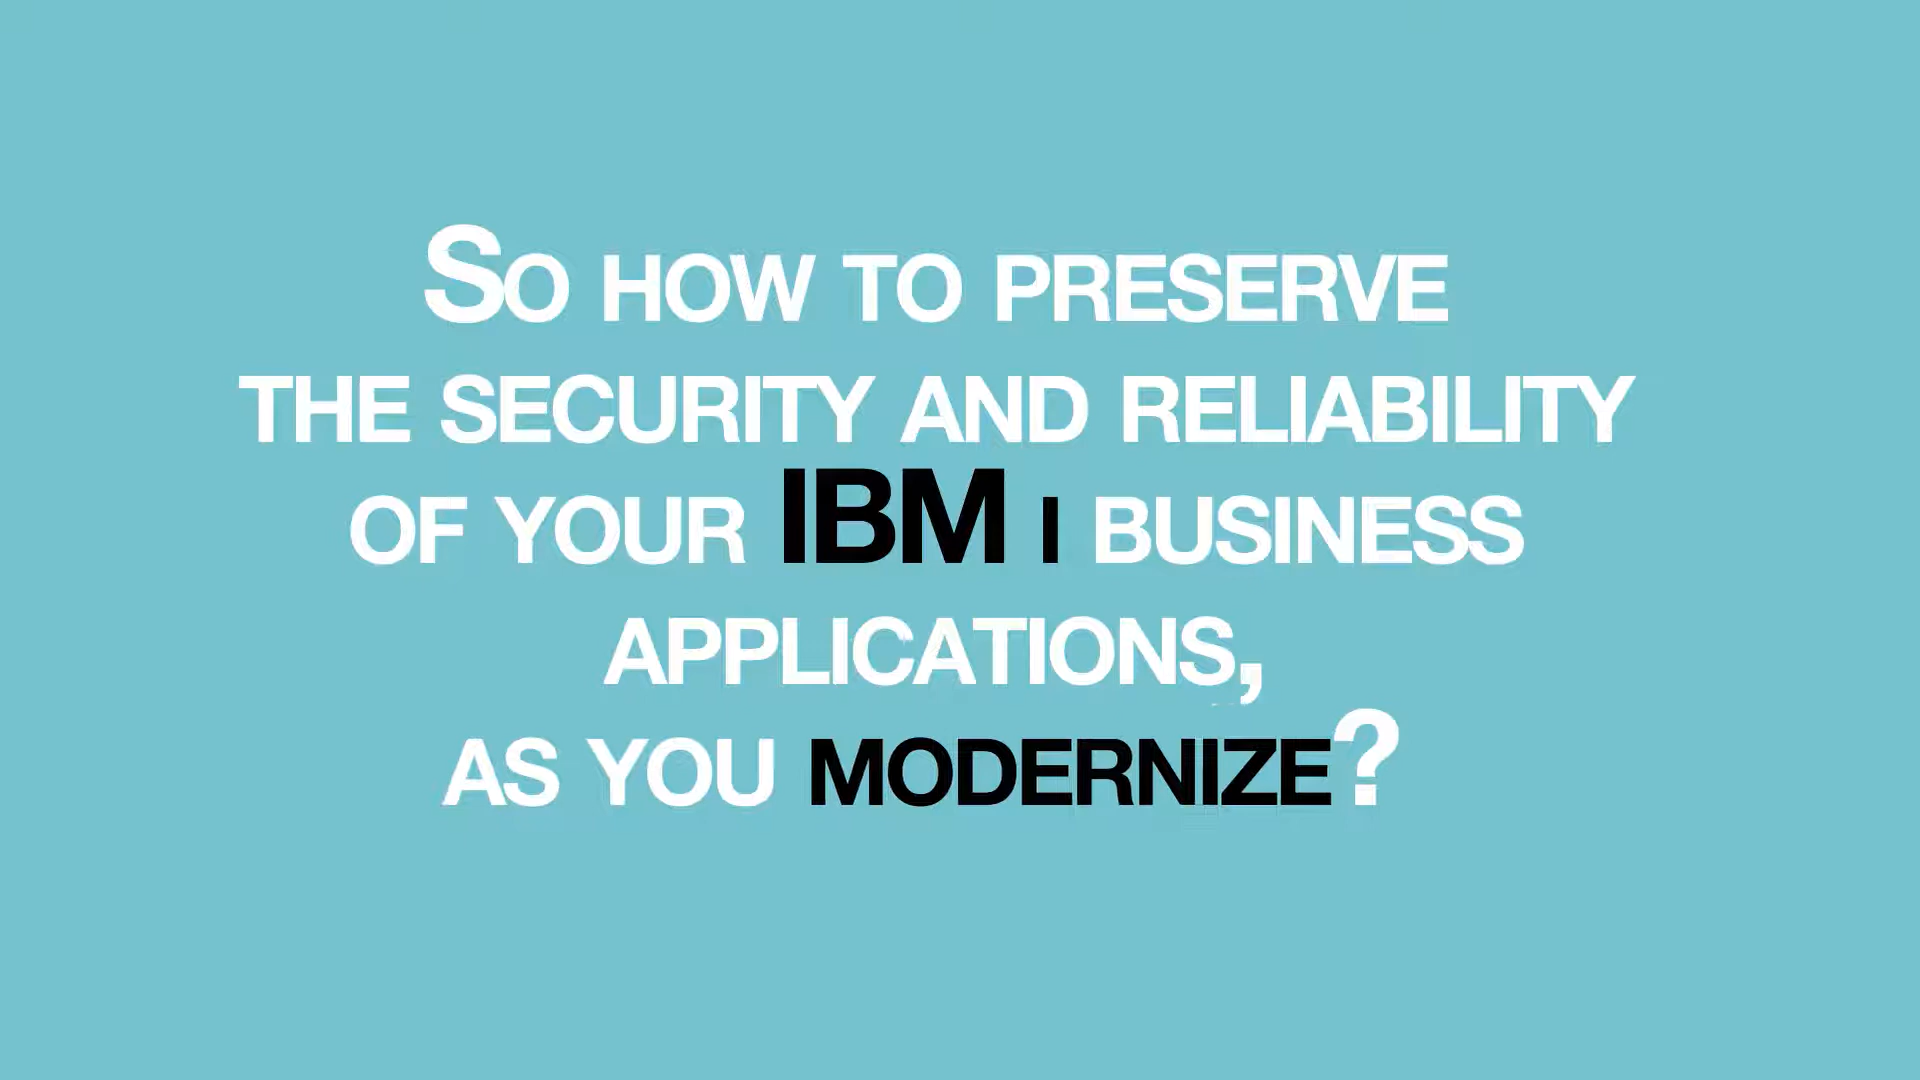 So how to preserve
the security and reliability
of your IBM i business
applications,
as you modernize?